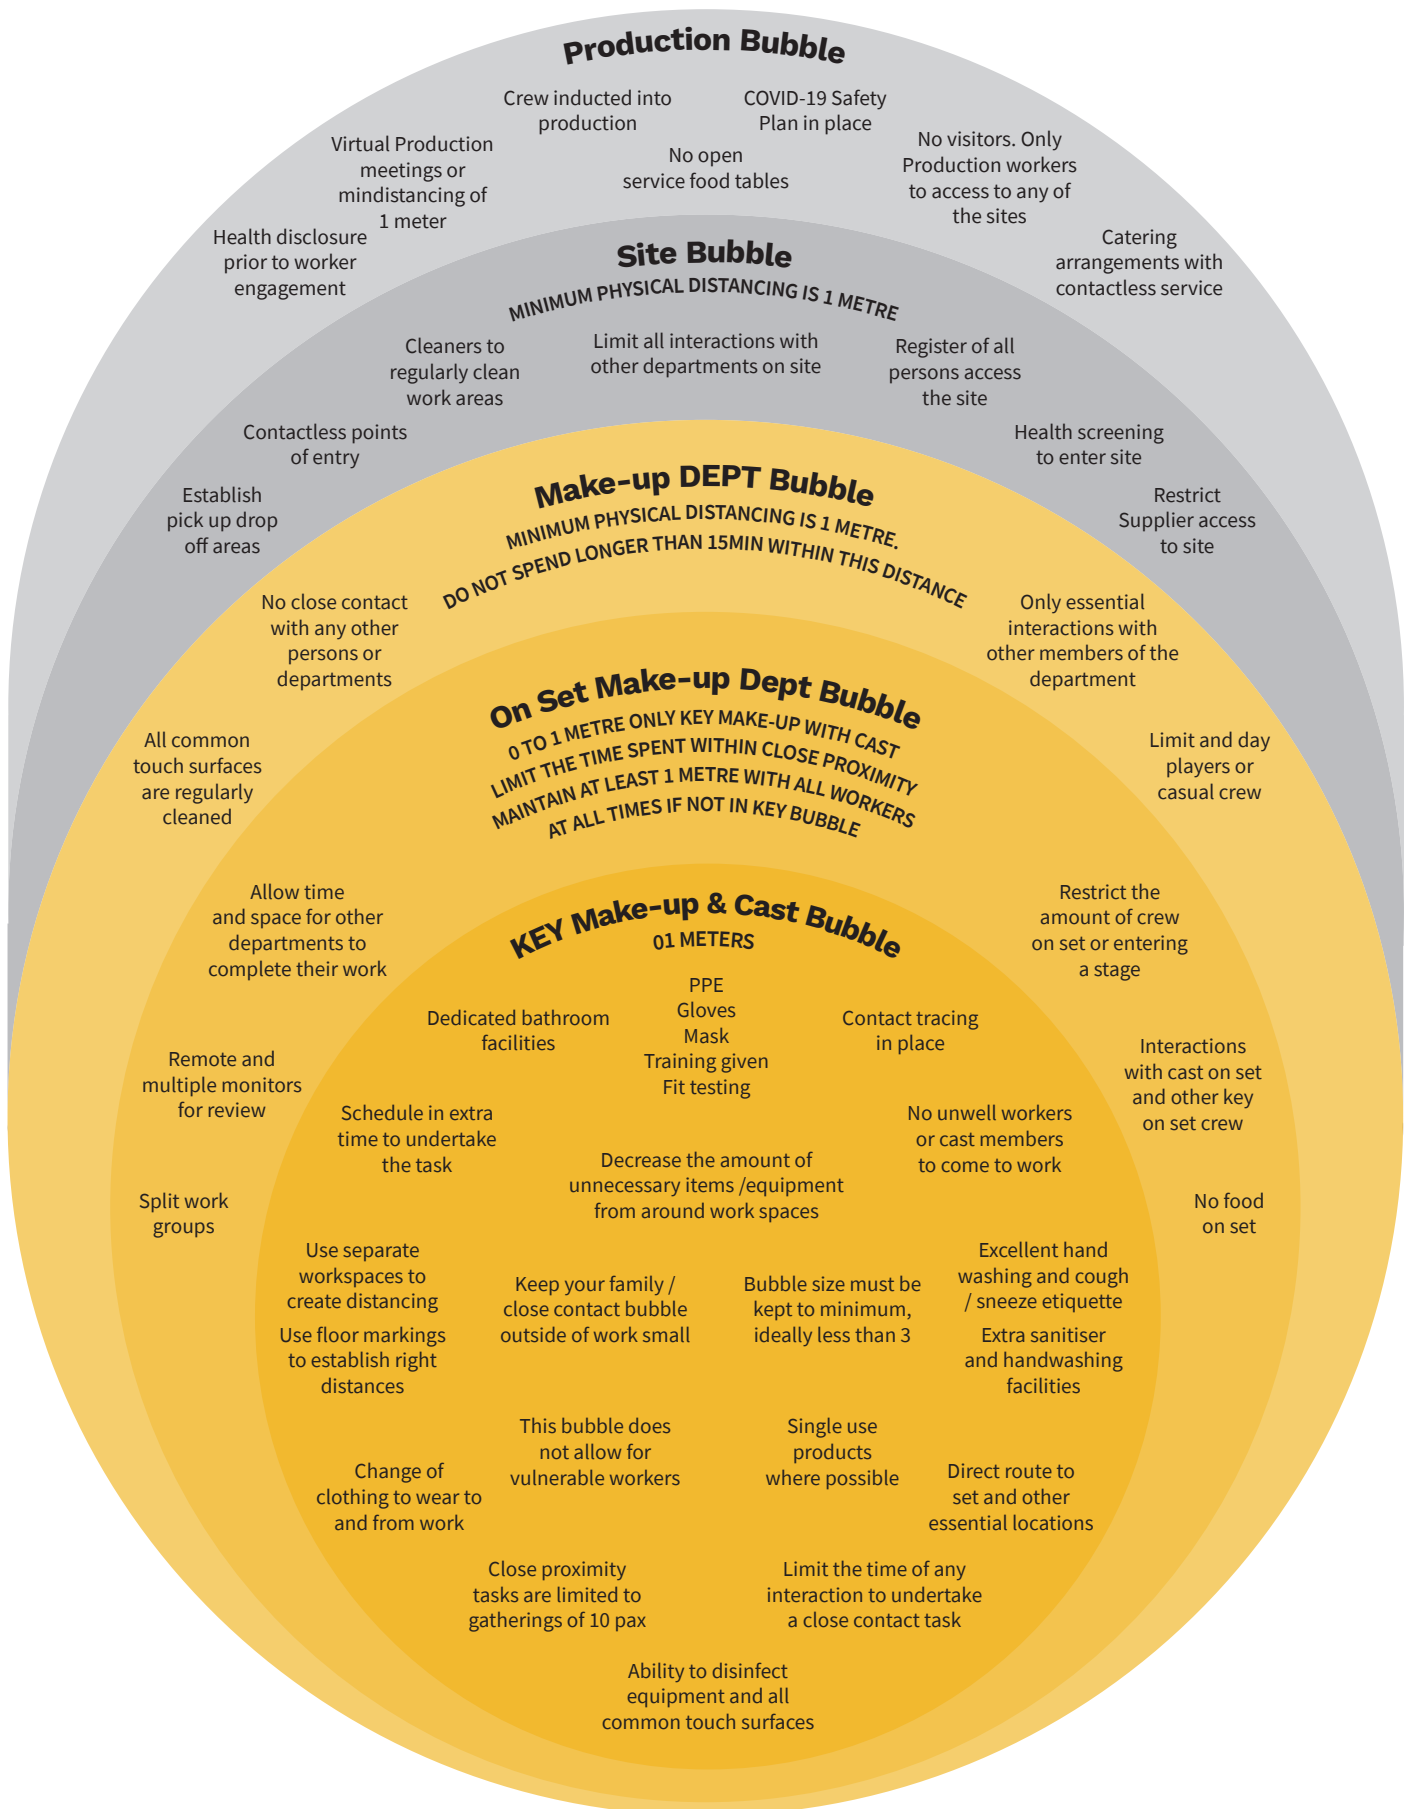 Production Bubble
Crew inducted into
production
COVID-19 Safety
Plan in place
Virtual Production
meetings or
mindistancing of
1 meter
No open
service food tables
No visitors. Only
Production workers
to access to any of
the sites
Health disclosure
prior to worker
engagement
Catering
arrangements with
contactless service
Site Bubble
MINIMUM PHYSICAL DISTANCING IS 1 METRE
Cleaners to
regularly clean
work areas
Limit all interactions with
other departments on site
Register of all
persons access
the site
Contactless points
of entry
Health screening
to enter site
Establish
pick up drop
off areas
Restrict
Supplier access
to site
Make-up DEPT Bubble
MINIMUM PHYSICAL DISTANCING IS 1 METRE.
DO NOT SPEND LONGER THAN 15MIN WITHIN THIS DISTANCE
No close contact
with any other
persons or
departments
Only essential
interactions with
other members of the
department
All common
touch surfaces
are regularly
cleaned
Limit and day
players or
casual crew
On Set Make-up Dept Bubble
0 TO 1 METRE ONLY KEY MAKE-UP WITH CAST
LIMIT THE TIME SPENT WITHIN CLOSE PROXIMITY
MAINTAIN AT LEAST 1 METRE WITH ALL WORKERS
AT ALL TIMES IF NOT IN KEY BUBBLE
Allow time
and space for other
departments to
complete their work
Restrict the
amount of crew
on set or entering
a stage
Remote and
multiple monitors
for review
Interactions
with cast on set
and other key
on set crew
Split work
groups
No food
on set
KEY Make-up & Cast Bubble
01 METERS
PPE
Gloves
Mask
Training given
Fit testing
Dedicated bathroom
facilities
Contact tracing
in place
Schedule in extra
time to undertake
the task
No unwell workers
or cast members
to come to work
Decrease the amount of
unnecessary items /equipment
from around work spaces
Use separate
workspaces to
create distancing
Keep your family /
close contact bubble
outside of work small
Bubble size must be
kept to minimum,
ideally less than 3
Excellent hand
washing and cough
/ sneeze etiquette
Use floor markings
to establish right
distances
Extra sanitiser
and handwashing
facilities
This bubble does
not allow for
vulnerable workers
Single use
products
where possible
Change of
clothing to wear to
and from work
Direct route to
set and other
essential locations
Close proximity
tasks are limited to
gatherings of 10 pax
Limit the time of any
interaction to undertake
a close contact task
Ability to disinfect
equipment and all
common touch surfaces